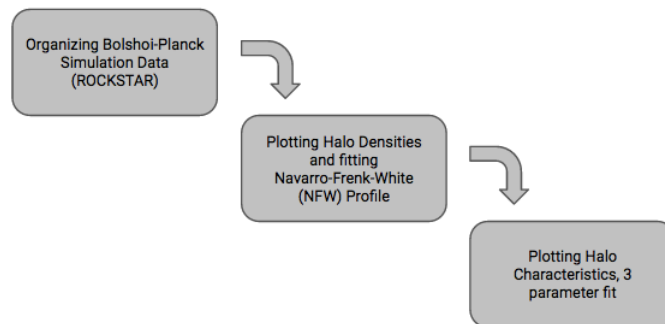 Organizing Bolshoi-Planck
Simulation Data
(ROCKSTAR)
Plotting Halo Densities
and fitting
Navarro-Frenk-White
(NFW) Profile
Plotting Halo
Characteristics, 3
parameter fit